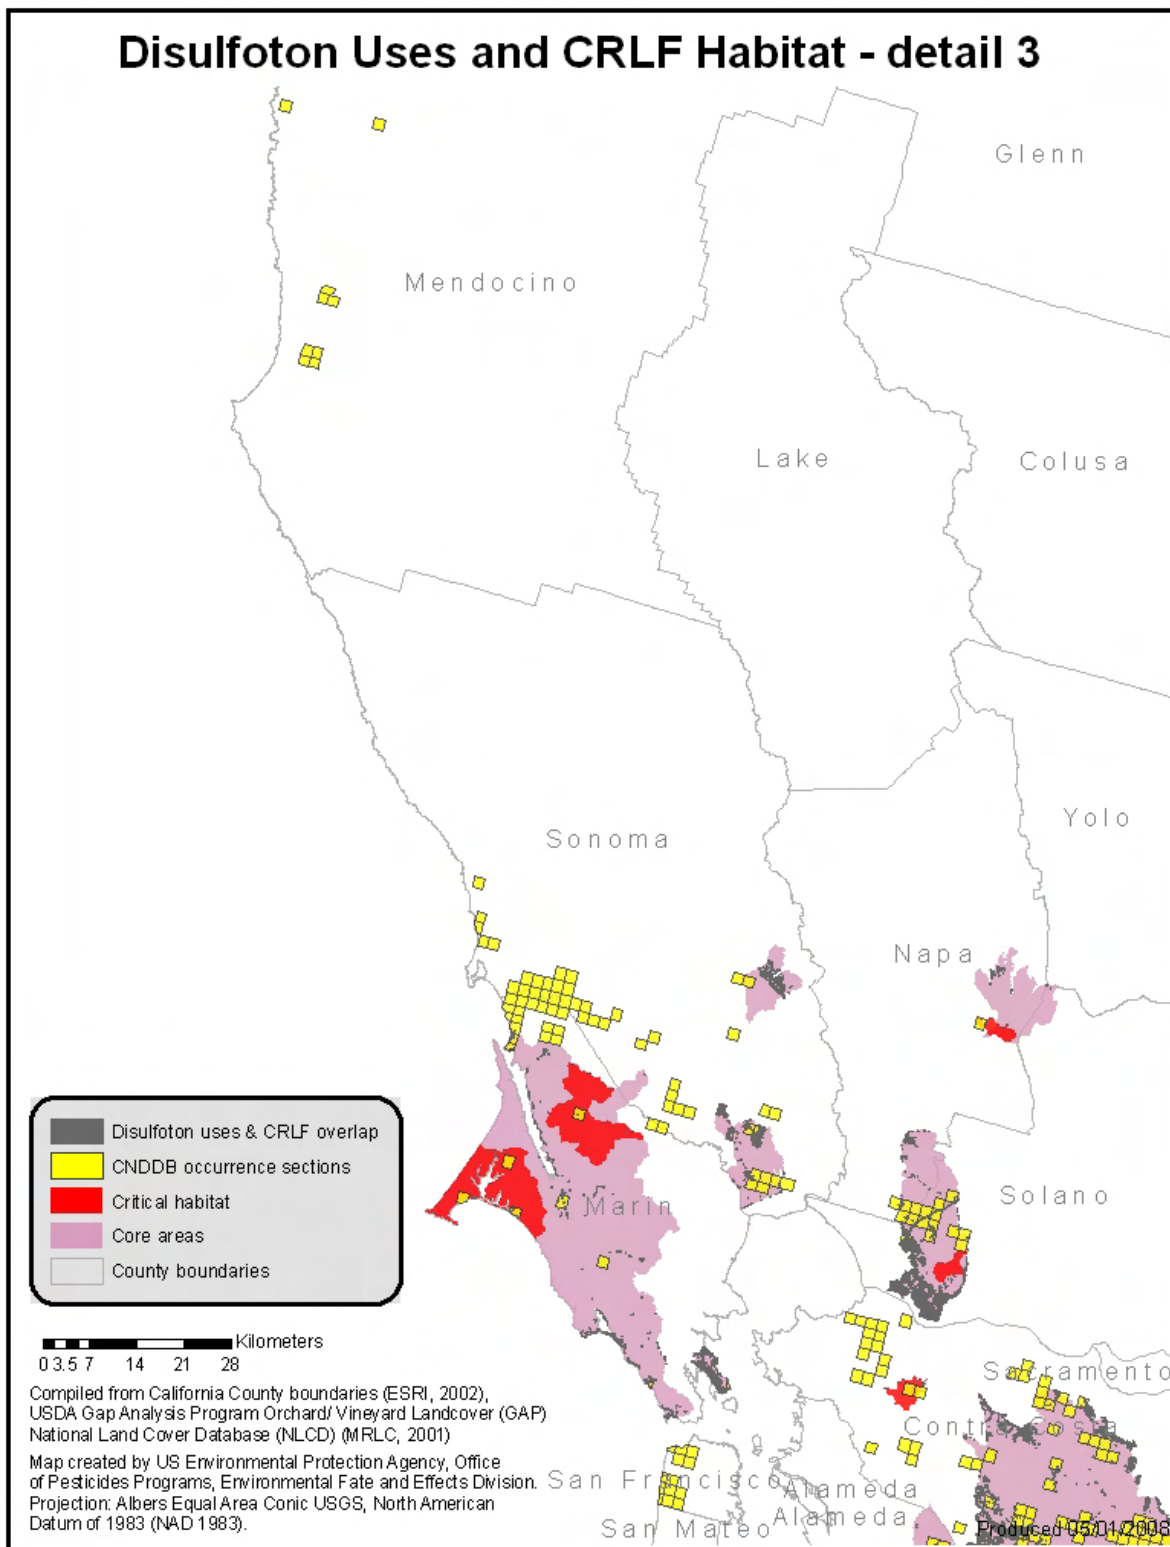 Disulfoton Uses and CRLF Habitat - detail 3
Glenn
Mendocino
Lake
Colusa
Sonoma
Yolo
Napa
Disulfoton uses & CRLF overlap
CNDDB occurrence sections
Critical habitat
Core areas
County boundaries
Marin
Solano
Kilometers
0 3.5 7 14 21 28
Sacramento
Contra Costa
Compiled from California County boundaries (ESRI, 2002),
USDA Gap Analysis Program Orchard/ Vineyard Landcover (GAP)
National Land Cover Database (NLCD) (MRLC, 2001)
Map created by US Environmental Protection Agency, Office
of Pesticides Programs, Environmental Fate and Effects Division.
Projection: Albers Equal Area Conic USGS, North American
Datum of 1983 (NAD 1983).
San Francisco
Alameda
San Mateo
Alameda
Produced 05/01/2008